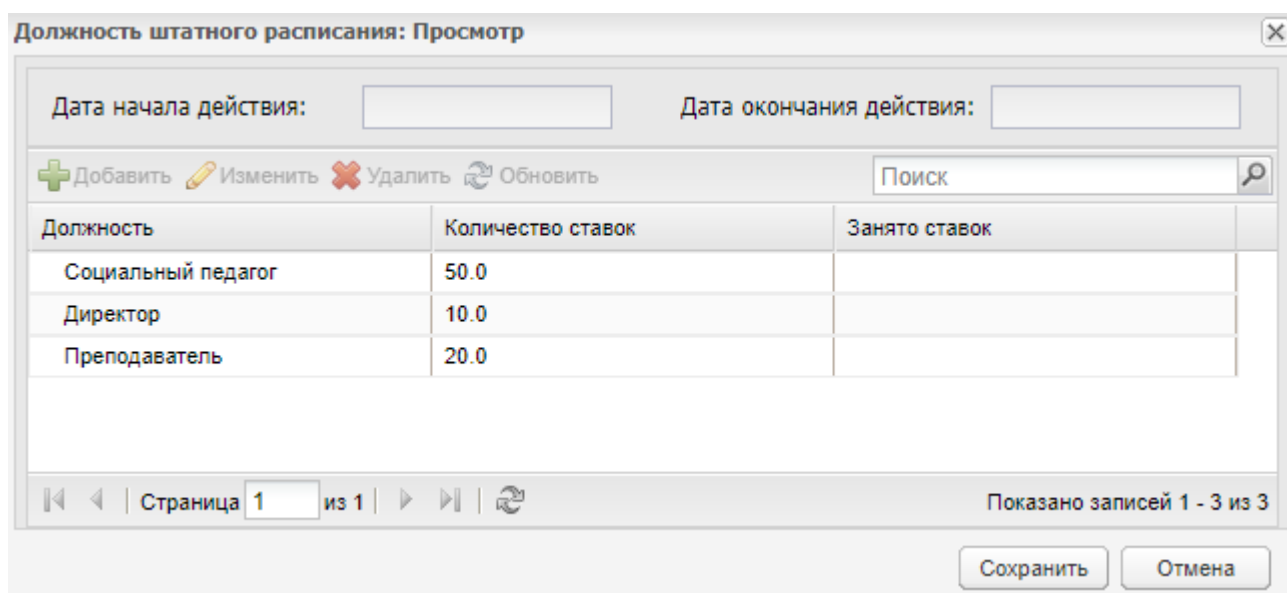 Должность штатного расписания: Просмотр
Дата начала действия: Дата окончания действия:
Добавить Изменить Удалить Обновить Поиск
Должность Количество ставок Занято ставок
Социальный педагог 50.0
Директор 10.0
Преподаватель 20.0
Страница 1 из 1 Показано записей 1 - 3 из 3
Сохранить Отмена